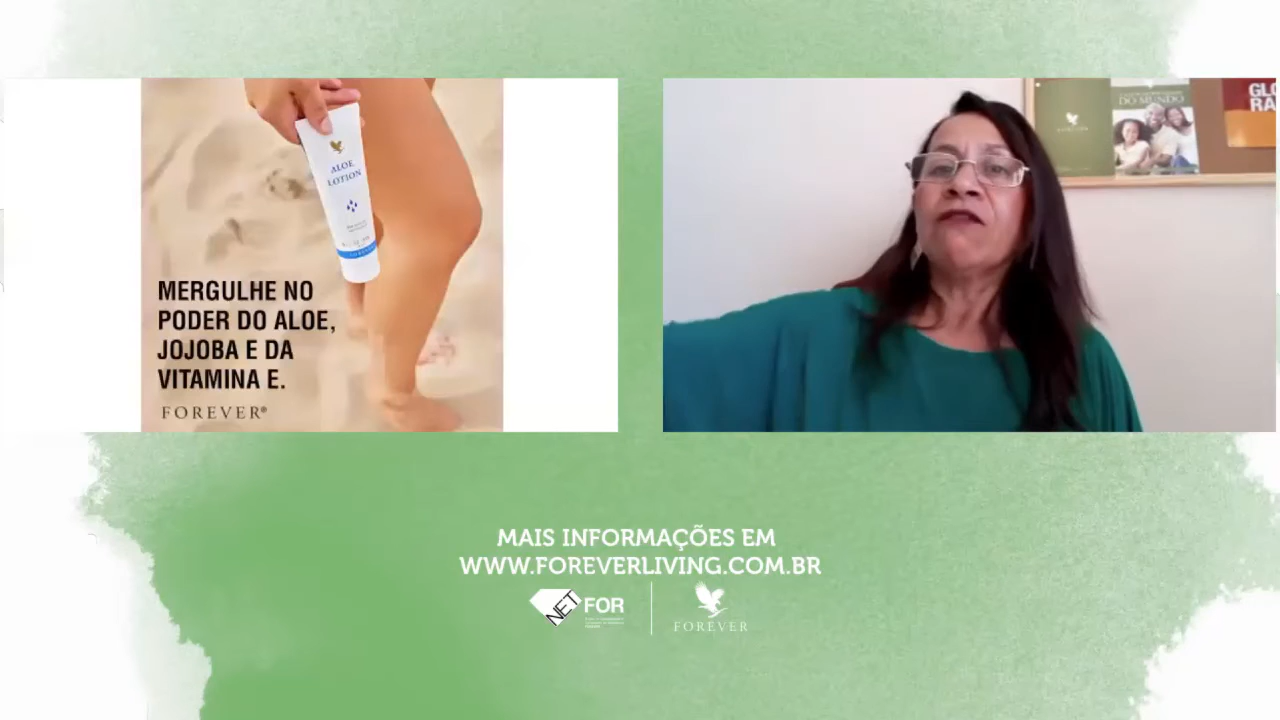 ALOE
LOTION
FOREVER
MERGULHE NO
PODER DO ALOE,
JOJOBA E DA
VITAMINA E.
FOREVER®
DO MUNDO
GLO
RA
MAIS INFORMAÇÕES EM
WWW.FOREVERLIVING.COM.BR
NET
FOR
FOREVER